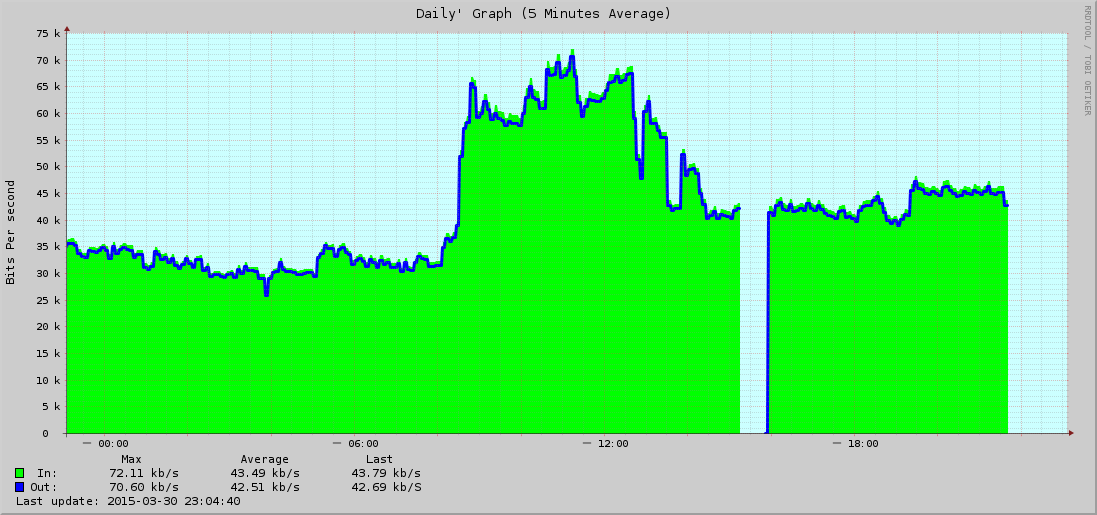 Daily' Graph (5 Minutes Average)
RRDTOOL / TOBI OETIKER
Bits Per second
75 k
70 k
65 k
60 k
55 k
50 k
45 k
40 k
35 k
30 k
25 k
20 k
15 k
10 k
5 k
0
00:00 06:00 12:00 18:00
Max Average Last
In: 72.11 kb/s 43.49 kb/s 43.79 kb/s
Out: 70.60 kb/s 42.51 kb/s 42.69 kb/S
Last update: 2015-03-30 23:04:40